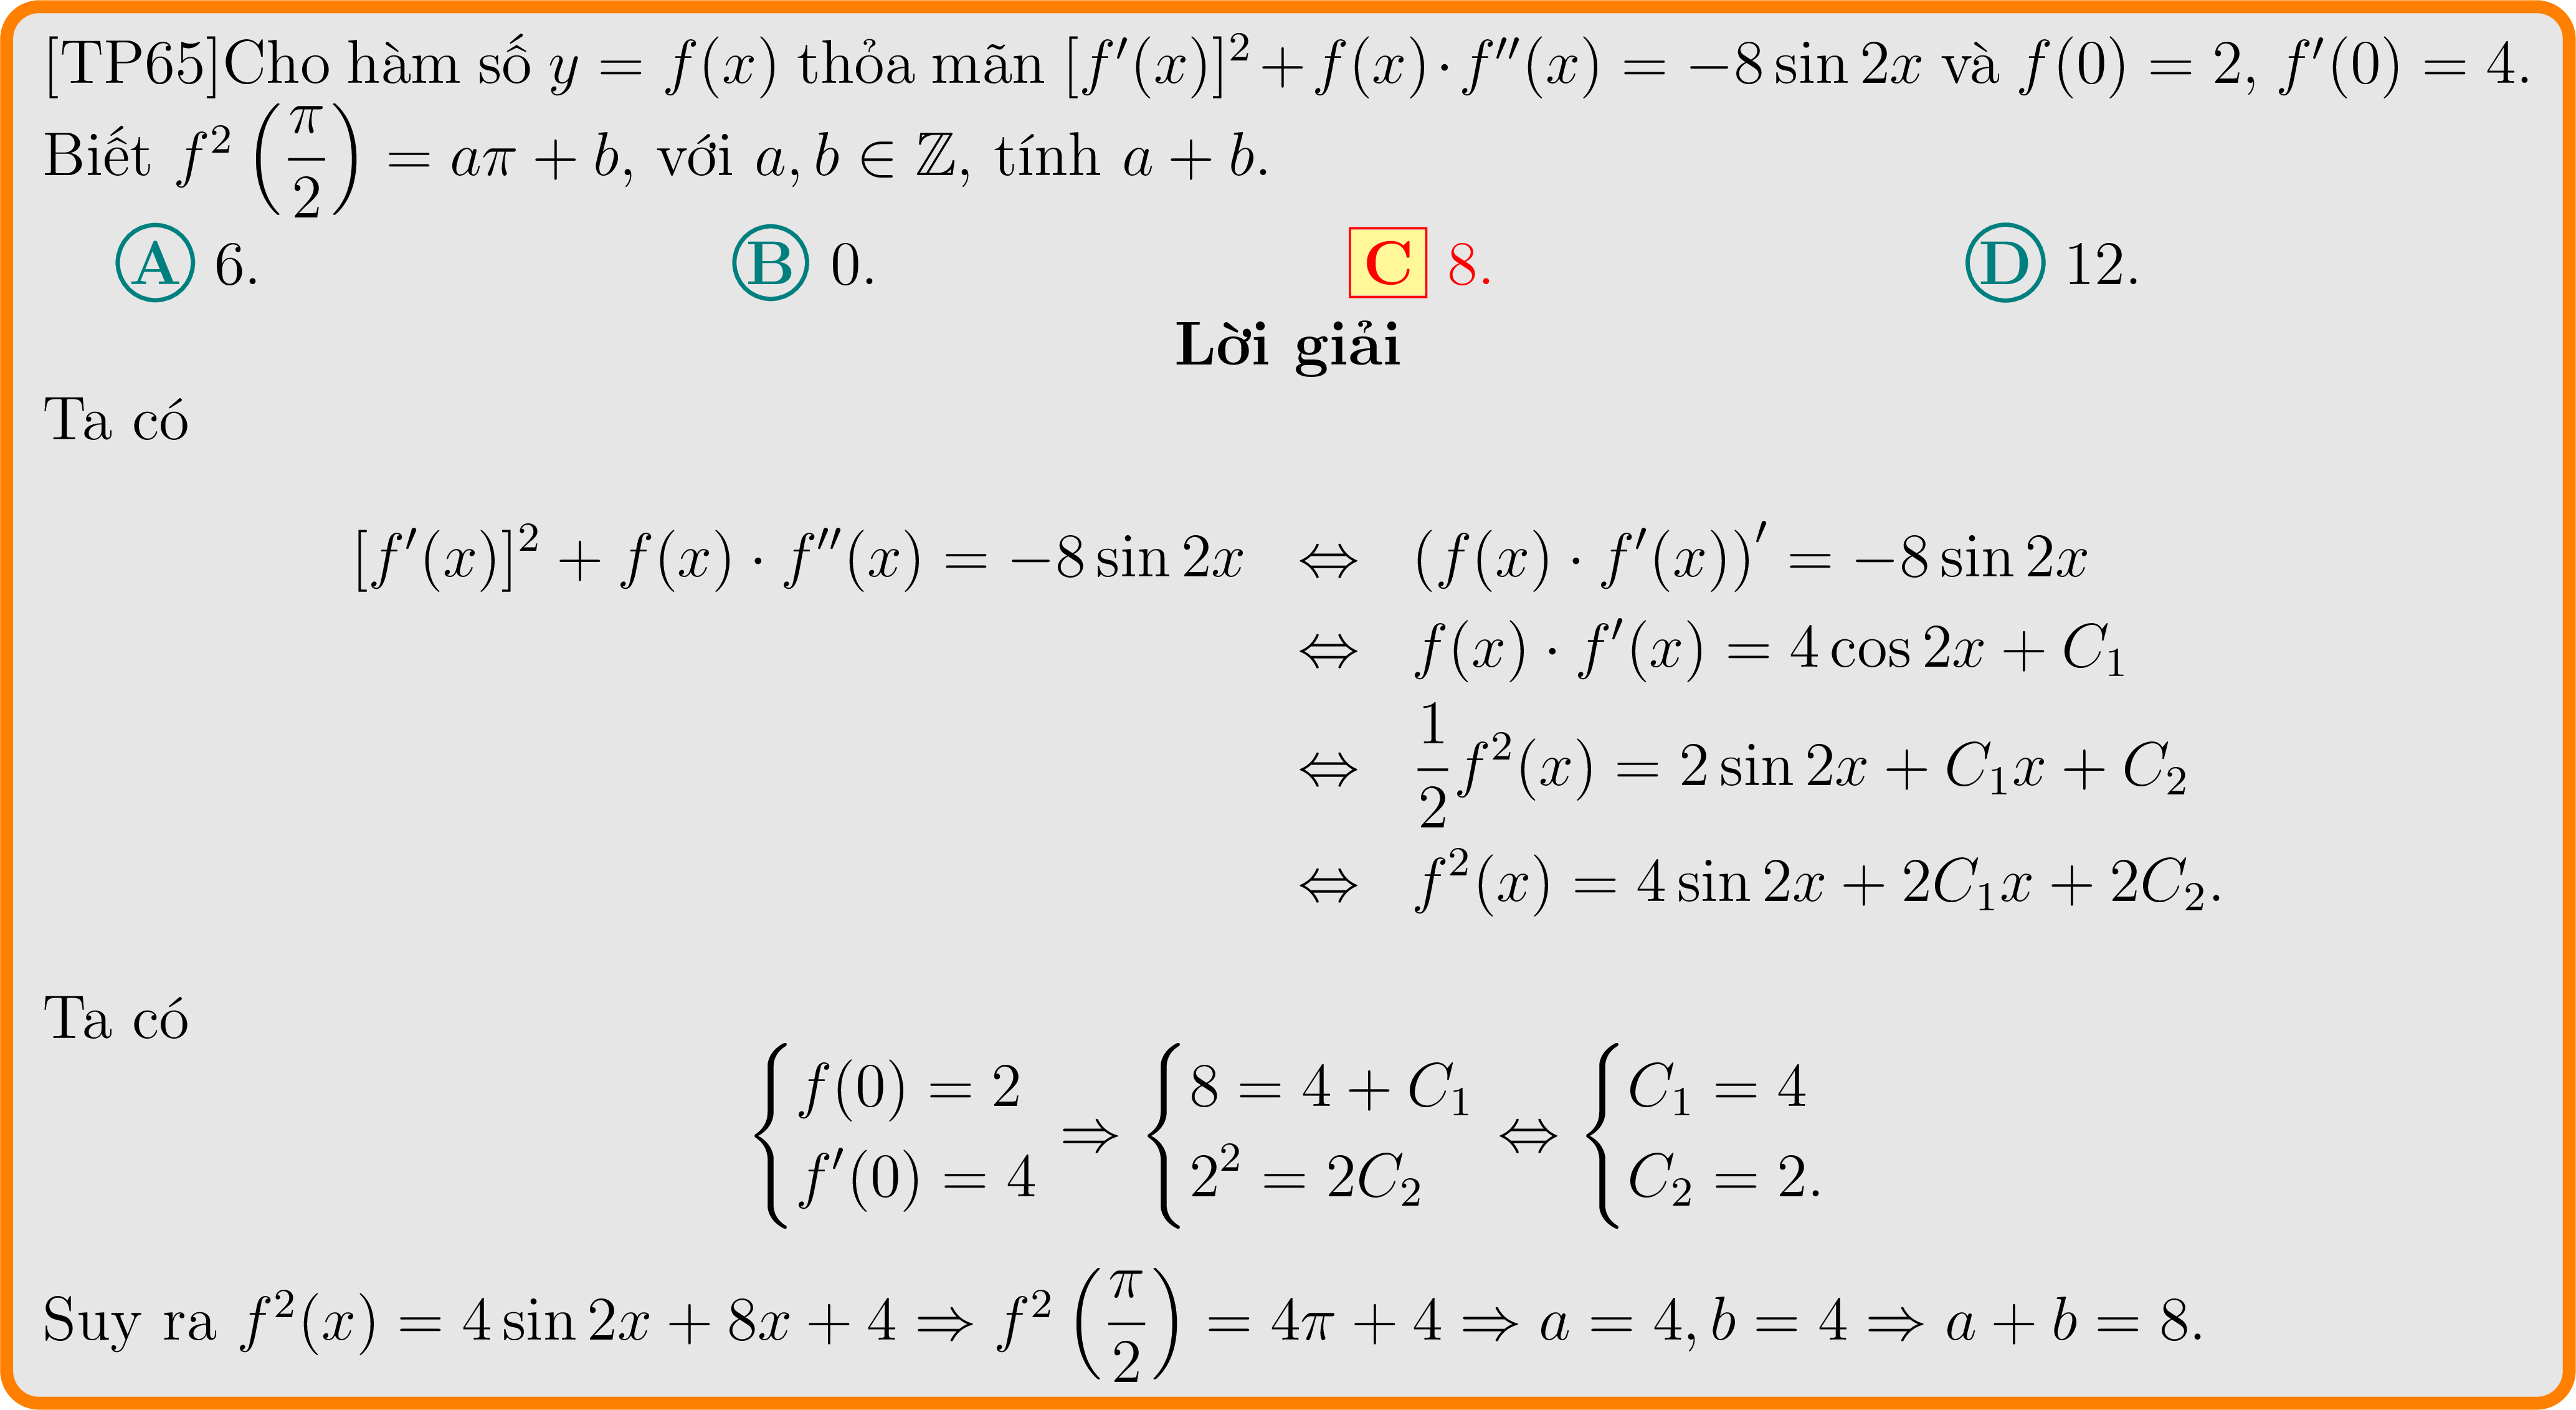 [TP65]Cho hàm số $y = f(x)$ thỏa mãn $[f'(x)]^2 + f(x) \cdot f''(x) = -8 \sin 2x$ và $f(0) = 2$, $f'(0) = 4$.
Biết $f^2\left(\dfrac{\pi}{2}\right) = a\pi + b$, với $a, b \in \mathbb{Z}$, tính $a + b$.
A 6. B 0. C 8. D 12.
Lời giải
Ta có
$[f'(x)]^2 + f(x) \cdot f''(x) = -8 \sin 2x \Leftrightarrow (f(x) \cdot f'(x))' = -8 \sin 2x$
$\Leftrightarrow f(x) \cdot f'(x) = 4 \cos 2x + C_1$
$\Leftrightarrow \dfrac{1}{2} f^2(x) = 2 \sin 2x + C_1 x + C_2$
$\Leftrightarrow f^2(x) = 4 \sin 2x + 2C_1 x + 2C_2.$
Ta có
$\begin{cases} f(0) = 2 \\ f'(0) = 4 \end{cases} \Rightarrow \begin{cases} 8 = 4 + C_1 \\ 2^2 = 2C_2 \end{cases} \Leftrightarrow \begin{cases} C_1 = 4 \\ C_2 = 2. \end{cases}$
Suy ra $f^2(x) = 4 \sin 2x + 8x + 4 \Rightarrow f^2\left(\dfrac{\pi}{2}\right) = 4\pi + 4 \Rightarrow a = 4, b = 4 \Rightarrow a + b = 8.$